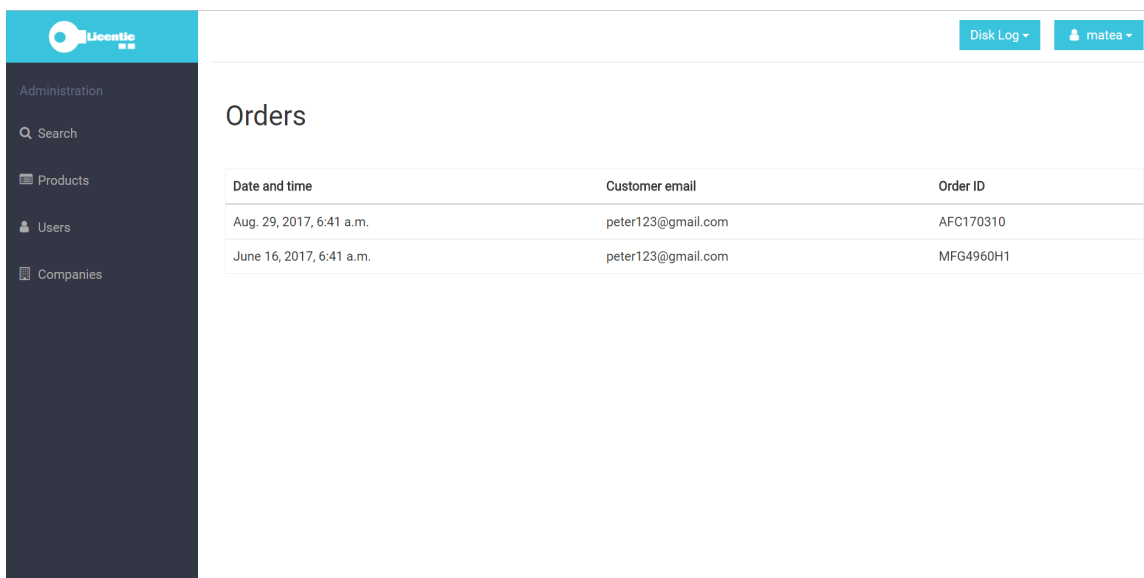 Licentic
Disk Log
matea
Administration
Search
Products
Users
Companies
Orders
Date and time Customer email Order ID
Aug. 29, 2017, 6:41 a.m. peter123@gmail.com AFC170310
June 16, 2017, 6:41 a.m. peter123@gmail.com MFG4960H1